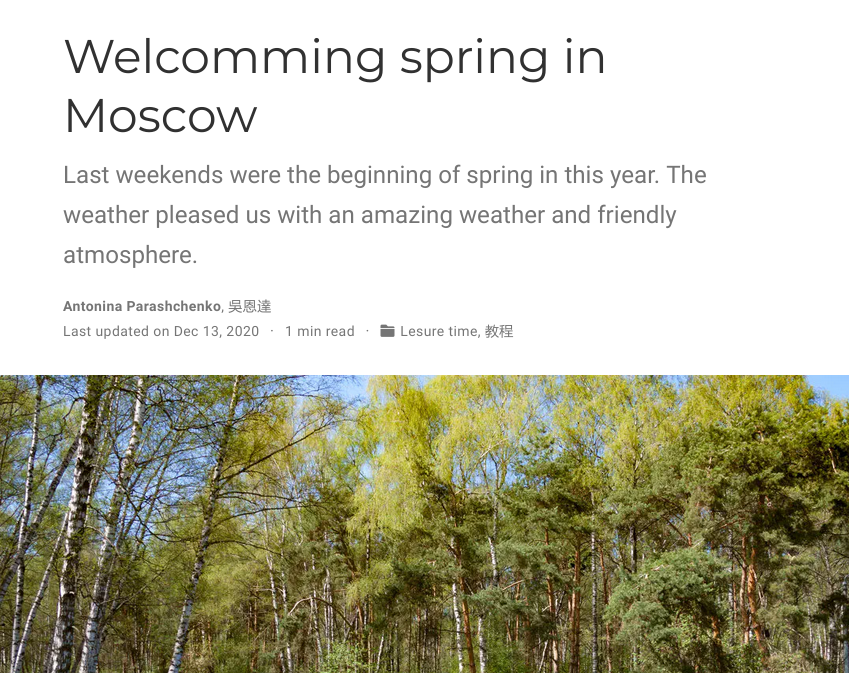 Welcomming spring in
Moscow
Last weekends were the beginning of spring in this year. The
weather pleased us with an amazing weather and friendly
atmosphere.
Antonina Parashchenko, 吳恩達
Last updated on Dec 13, 2020 · 1 min read · Lesure time, 教程